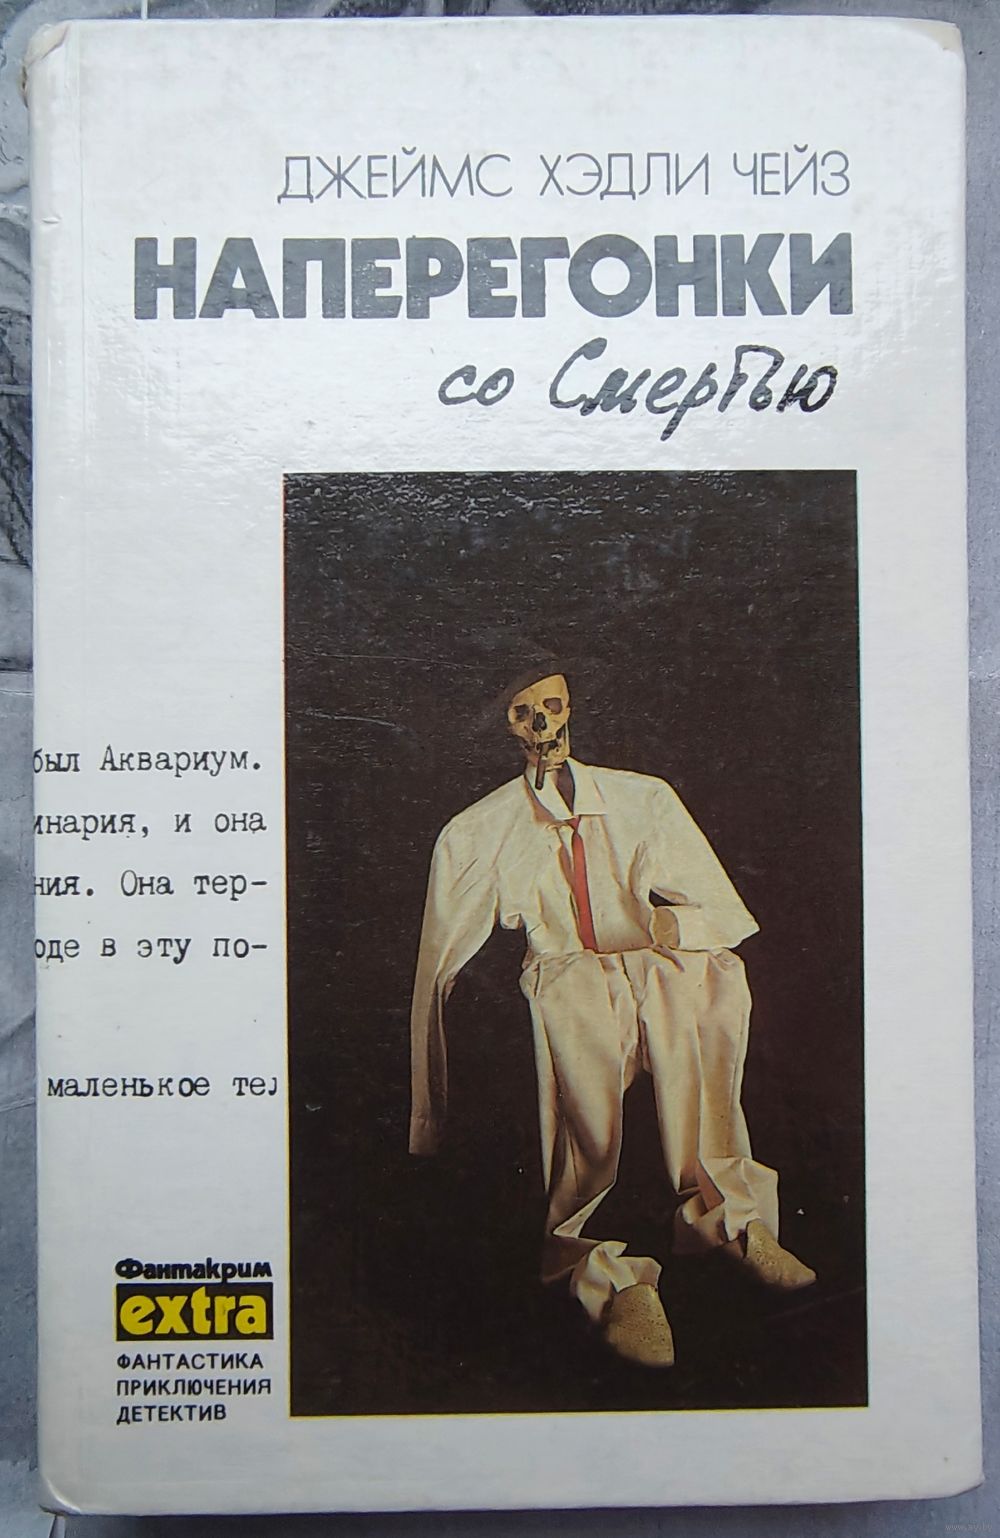 ДЖЕЙМС ХЭДЛИ ЧЕЙЗ
НАПЕРЕГОНКИ
со Смертью
был Аквариум.
инария, и она
ния. Она тер-
оде в эту по-
маленькое тел
Фантакрим
extra
ФАНТАСТИКА
ПРИКЛЮЧЕНИЯ
ДЕТЕКТИВ